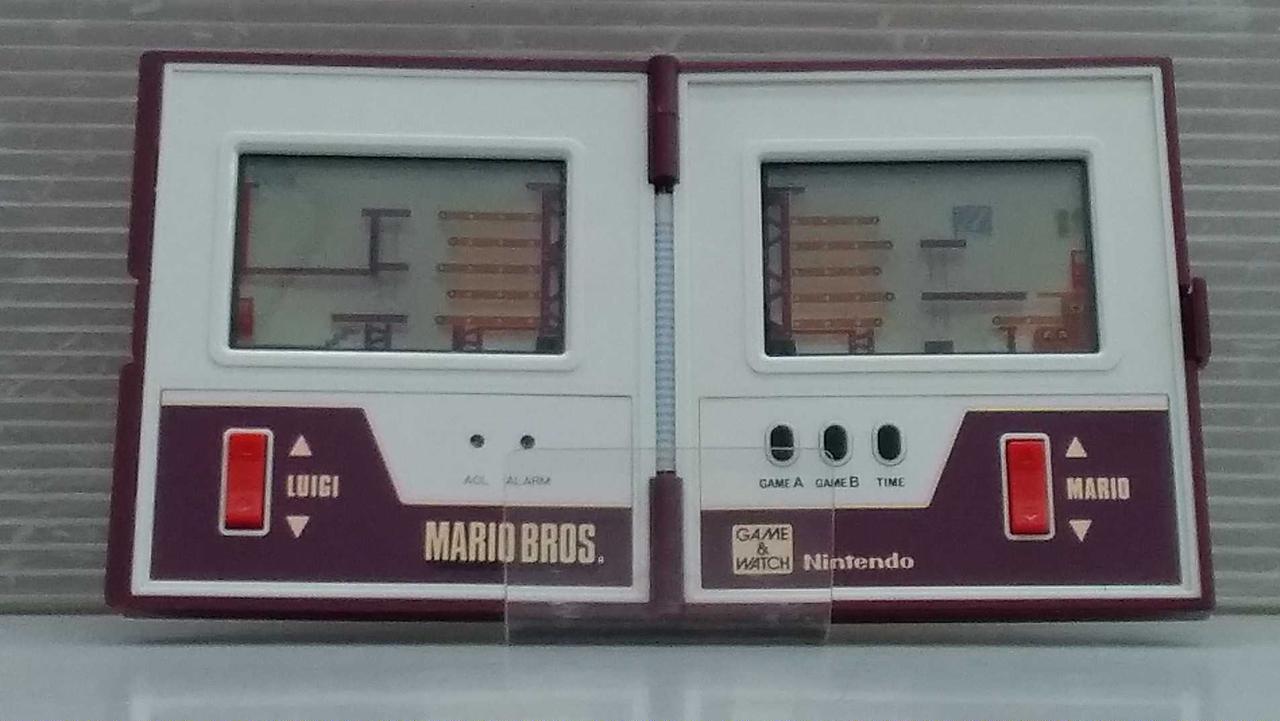 ACL ALARM
LUIGI
MARIO BROS.
GAME A GAME B TIME
MARIO
GAME
&
WATCH
Nintendo